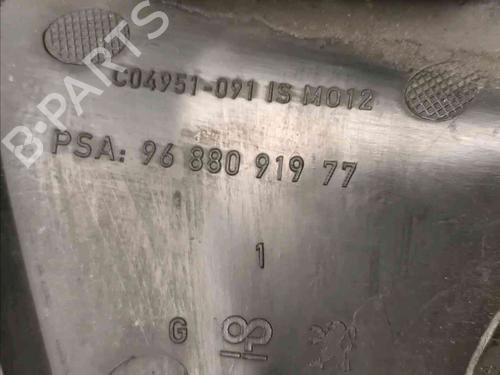 C04951-091 IS M012
PSA: 96 880 919 77
1
G
B-PARTS